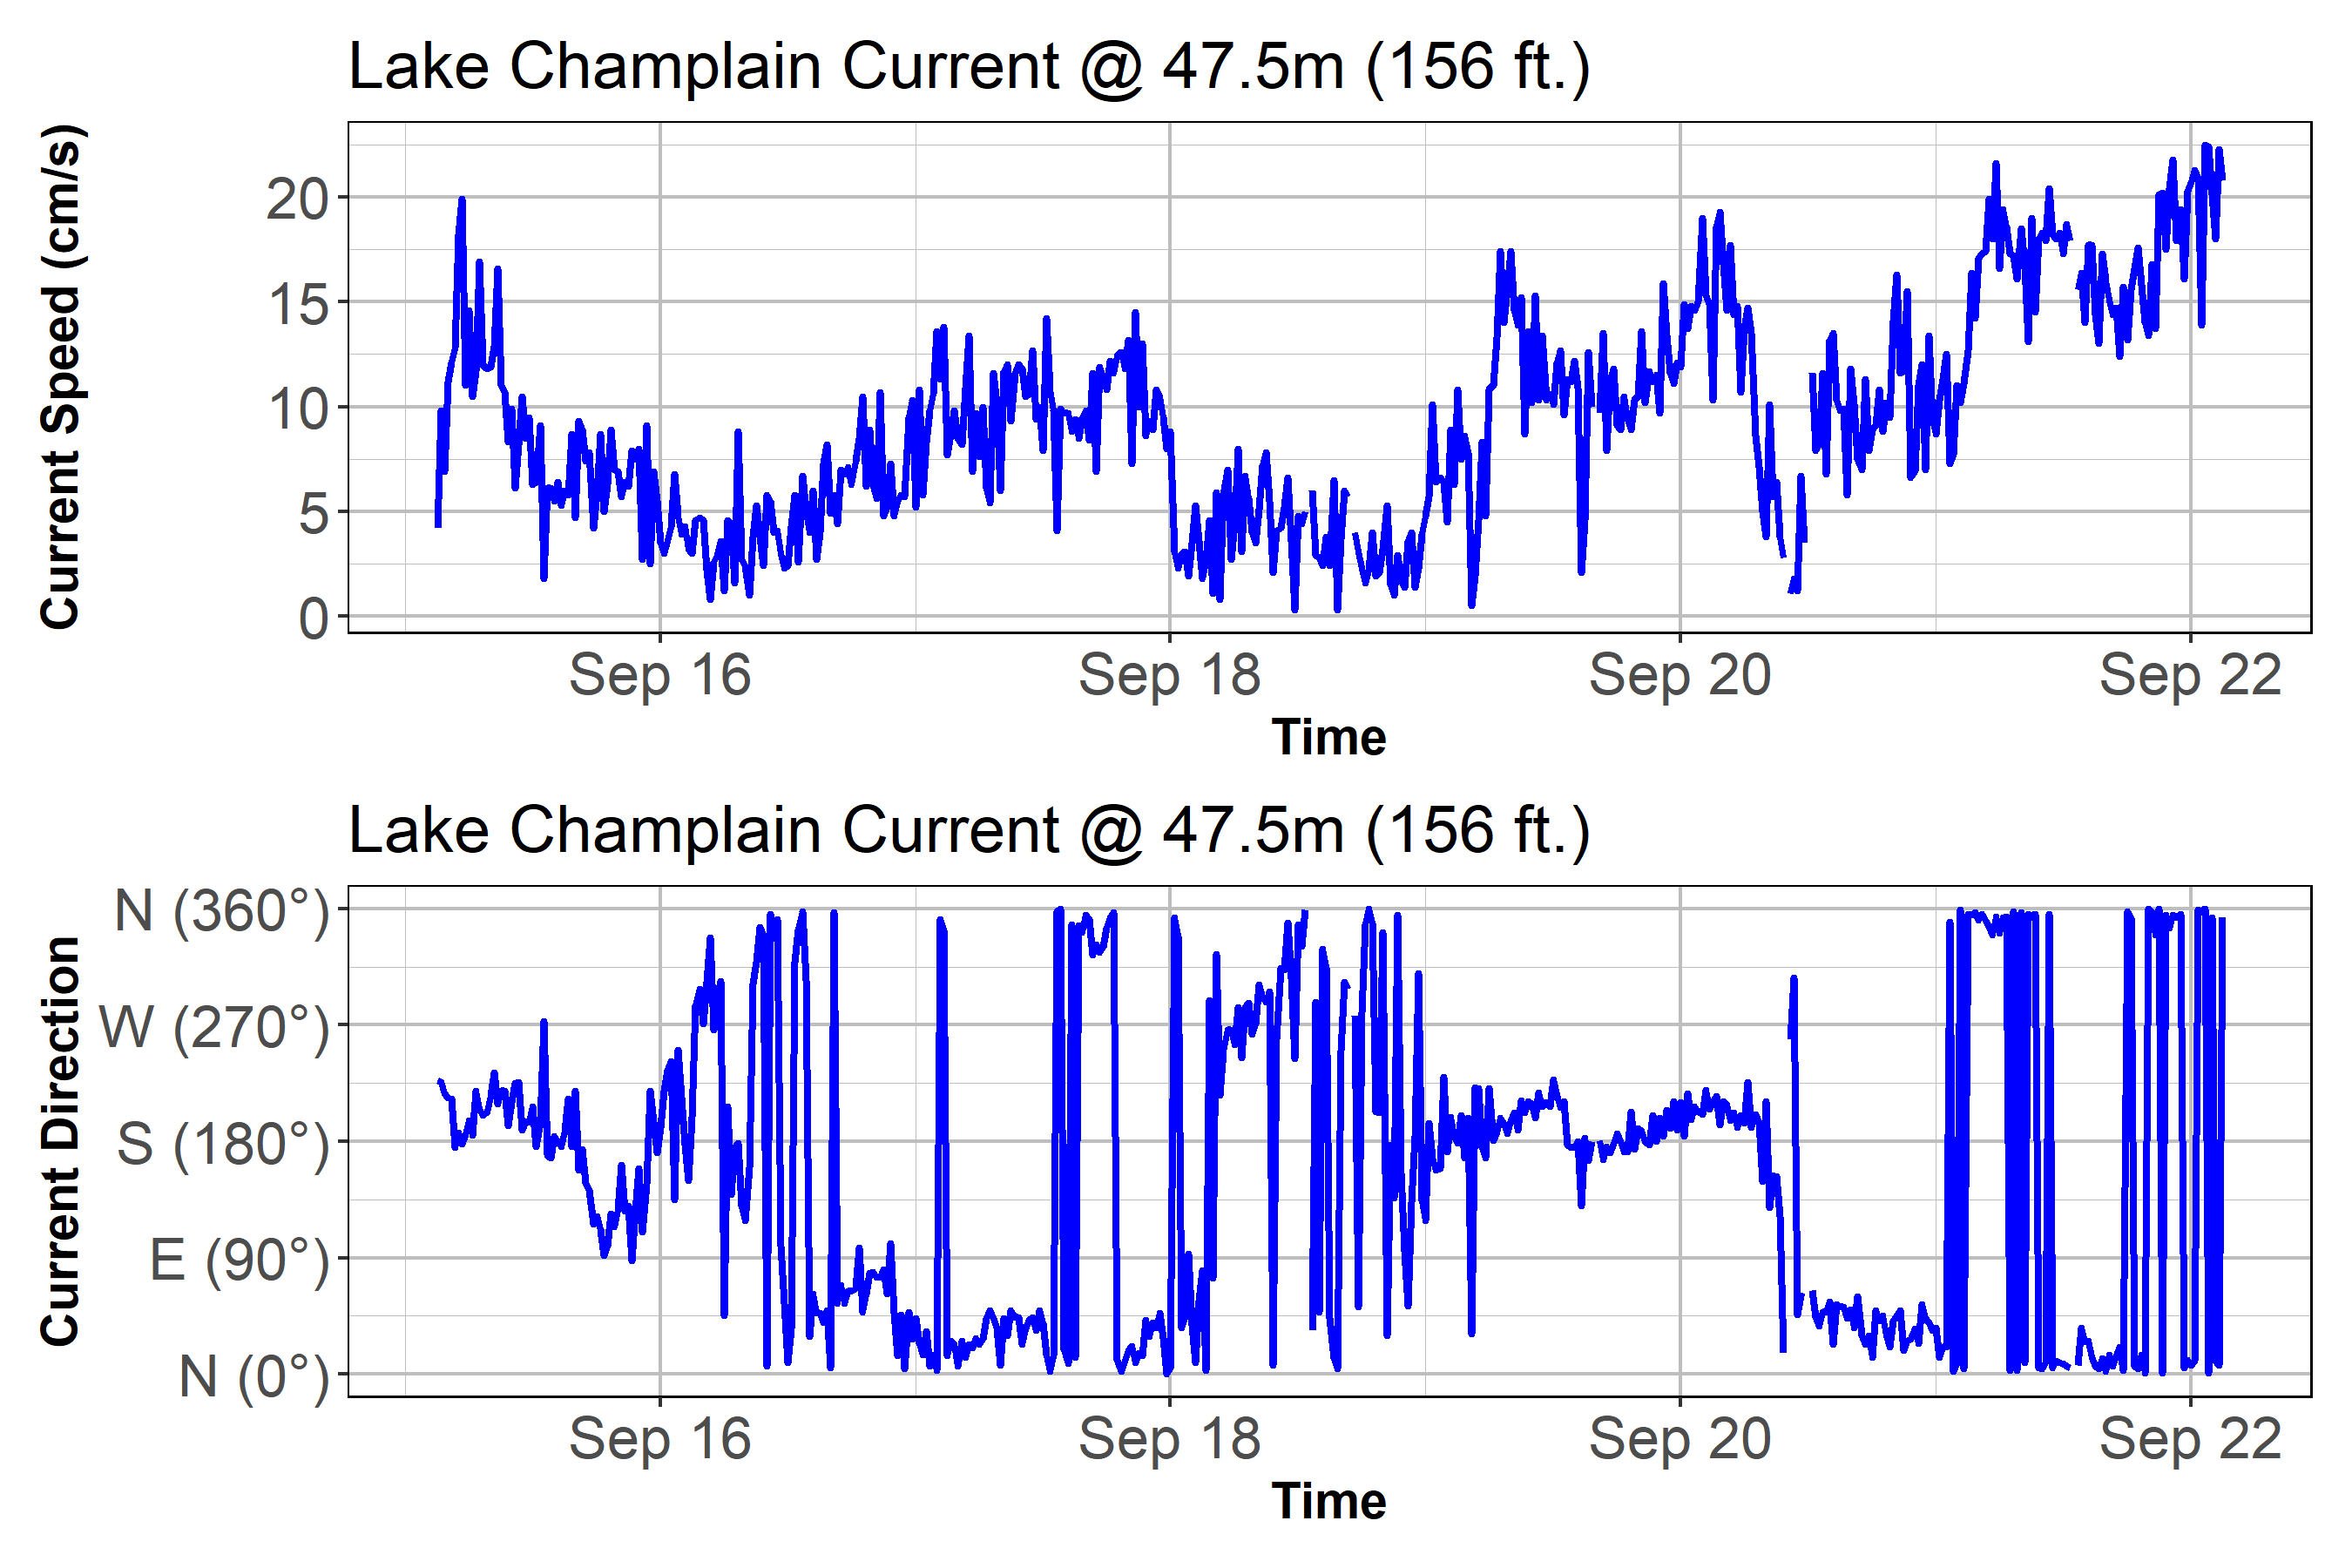 Lake Champlain Current @ 47.5m (156 ft.)
Current Speed (cm/s)
20
15
10
5
0
Sep 16 Sep 18 Sep 20 Sep 22
Time
Lake Champlain Current @ 47.5m (156 ft.)
Current Direction
N (360°)
W (270°)
S (180°)
E (90°)
N (0°)
Sep 16 Sep 18 Sep 20 Sep 22
Time